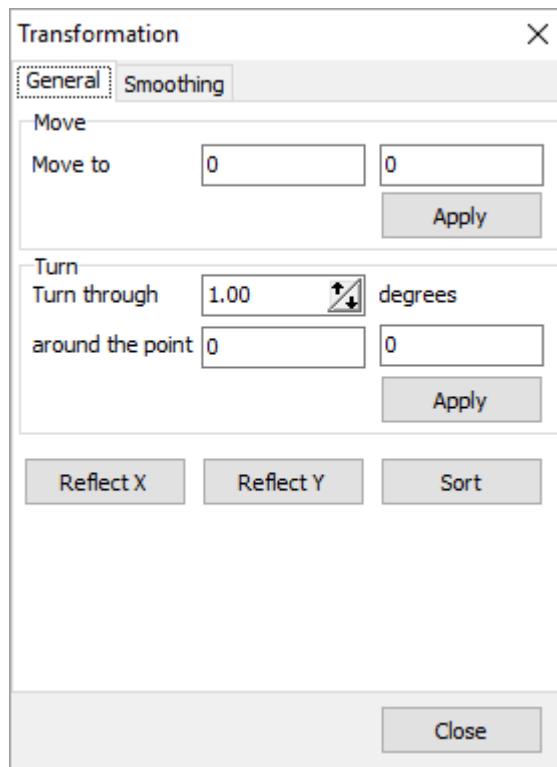 Transformation
General Smoothing
Move
Move to 0 0
Apply
Turn
Turn through 1.00 degrees
around the point 0 0
Apply
Reflect X Reflect Y Sort
Close